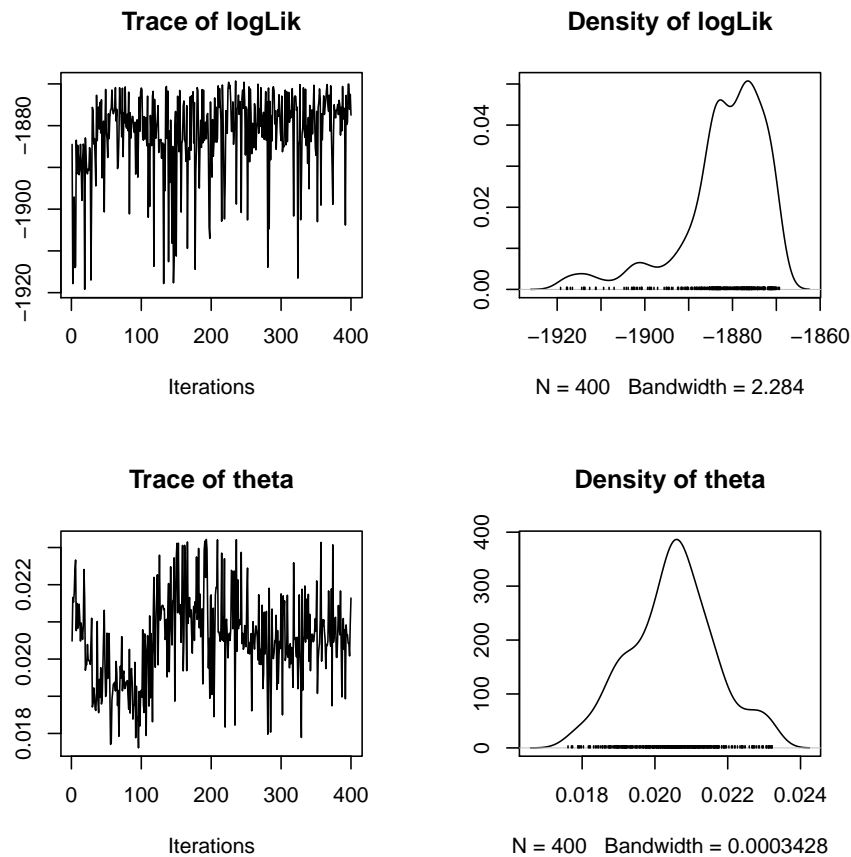 Trace of logLik
−1920
−1900
−1880
0 100 200 300 400
Iterations
Density of logLik
0.00
0.02
0.04
−1920 −1900 −1880 −1860
N = 400 Bandwidth = 2.284
Trace of theta
0.018
0.020
0.022
0 100 200 300 400
Iterations
Density of theta
0
100
200
300
400
0.018 0.020 0.022 0.024
N = 400 Bandwidth = 0.0003428